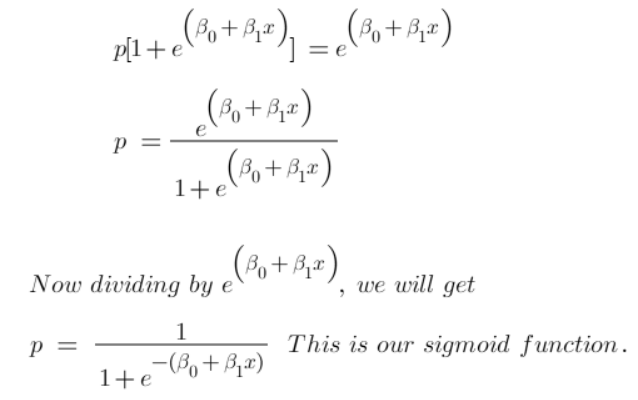 p[1+e^(β₀+β₁x)] = e^(β₀+β₁x)
p = e^(β₀+β₁x) / 1+e^(β₀+β₁x)
Now dividing by e^(β₀+β₁x), we will get
p = 1 / 1+e^−(β₀+β₁x) This is our sigmoid function.